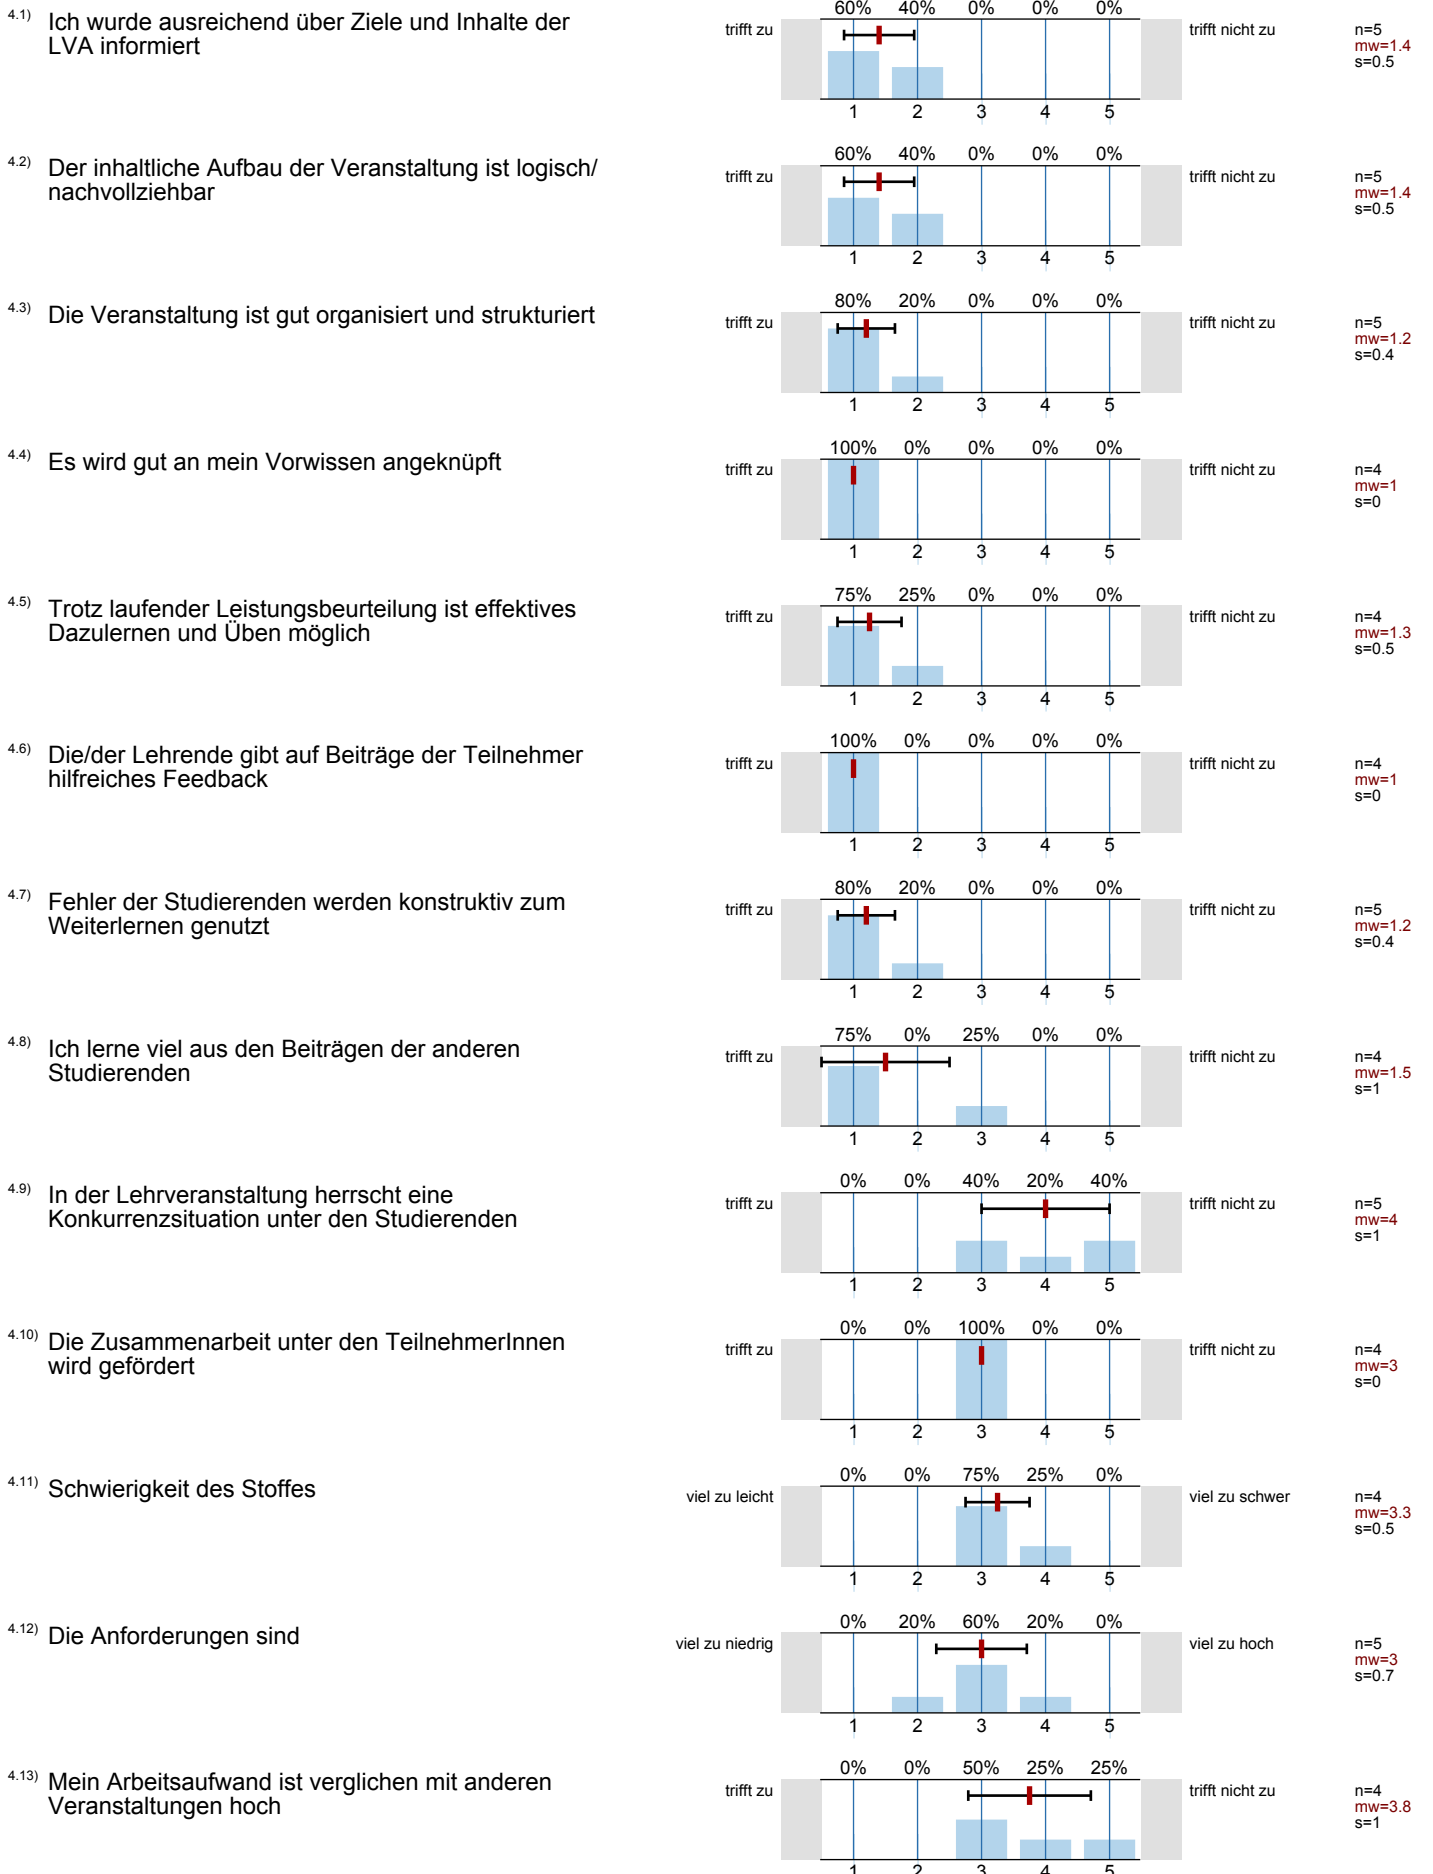 4.1) Ich wurde ausreichend über Ziele und Inhalte der
LVA informiert
60% 40% 0% 0% 0%
trifft zu
trifft nicht zu
n=5
mw=1.4
s=0.5
1 2 3 4 5
4.2) Der inhaltliche Aufbau der Veranstaltung ist logisch/
nachvollziehbar
60% 40% 0% 0% 0%
trifft zu
trifft nicht zu
n=5
mw=1.4
s=0.5
1 2 3 4 5
4.3) Die Veranstaltung ist gut organisiert und strukturiert
80% 20% 0% 0% 0%
trifft zu
trifft nicht zu
n=5
mw=1.2
s=0.4
1 2 3 4 5
4.4) Es wird gut an mein Vorwissen angeknüpft
100% 0% 0% 0% 0%
trifft zu
trifft nicht zu
n=4
mw=1
s=0
1 2 3 4 5
4.5) Trotz laufender Leistungsbeurteilung ist effektives
Dazulernen und Üben möglich
75% 25% 0% 0% 0%
trifft zu
trifft nicht zu
n=4
mw=1.3
s=0.5
1 2 3 4 5
4.6) Die/der Lehrende gibt auf Beiträge der Teilnehmer
hilfreiches Feedback
100% 0% 0% 0% 0%
trifft zu
trifft nicht zu
n=4
mw=1
s=0
1 2 3 4 5
4.7) Fehler der Studierenden werden konstruktiv zum
Weiterlernen genutzt
80% 20% 0% 0% 0%
trifft zu
trifft nicht zu
n=5
mw=1.2
s=0.4
1 2 3 4 5
4.8) Ich lerne viel aus den Beiträgen der anderen
Studierenden
75% 0% 25% 0% 0%
trifft zu
trifft nicht zu
n=4
mw=1.5
s=1
1 2 3 4 5
4.9) In der Lehrveranstaltung herrscht eine
Konkurrenzsituation unter den Studierenden
0% 0% 40% 20% 40%
trifft zu
trifft nicht zu
n=5
mw=4
s=1
1 2 3 4 5
4.10) Die Zusammenarbeit unter den TeilnehmerInnen
wird gefördert
0% 0% 100% 0% 0%
trifft zu
trifft nicht zu
n=4
mw=3
s=0
1 2 3 4 5
4.11) Schwierigkeit des Stoffes
0% 0% 75% 25% 0%
viel zu leicht
viel zu schwer
n=4
mw=3.3
s=0.5
1 2 3 4 5
4.12) Die Anforderungen sind
0% 20% 60% 20% 0%
viel zu niedrig
viel zu hoch
n=5
mw=3
s=0.7
1 2 3 4 5
4.13) Mein Arbeitsaufwand ist verglichen mit anderen
Veranstaltungen hoch
0% 0% 50% 25% 25%
trifft zu
trifft nicht zu
n=4
mw=3.8
s=1
1 2 3 4 5